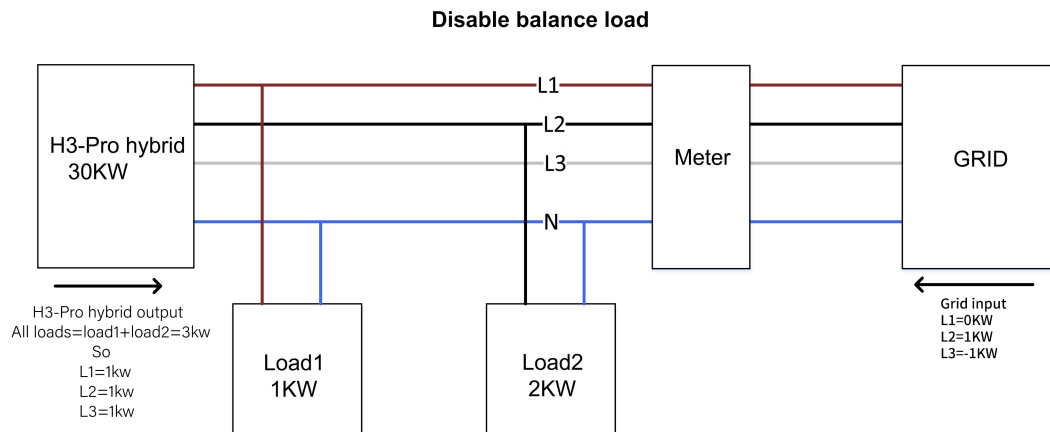 Disable balance load
L1
L2
L3
N
H3-Pro hybrid
30KW
Meter
GRID
H3-Pro hybrid output
All loads=load1+load2=3kw
So
L1=1kw
L2=1kw
L3=1kw
Load1
1KW
Load2
2KW
Grid input
L1=0KW
L2=1KW
L3=-1KW